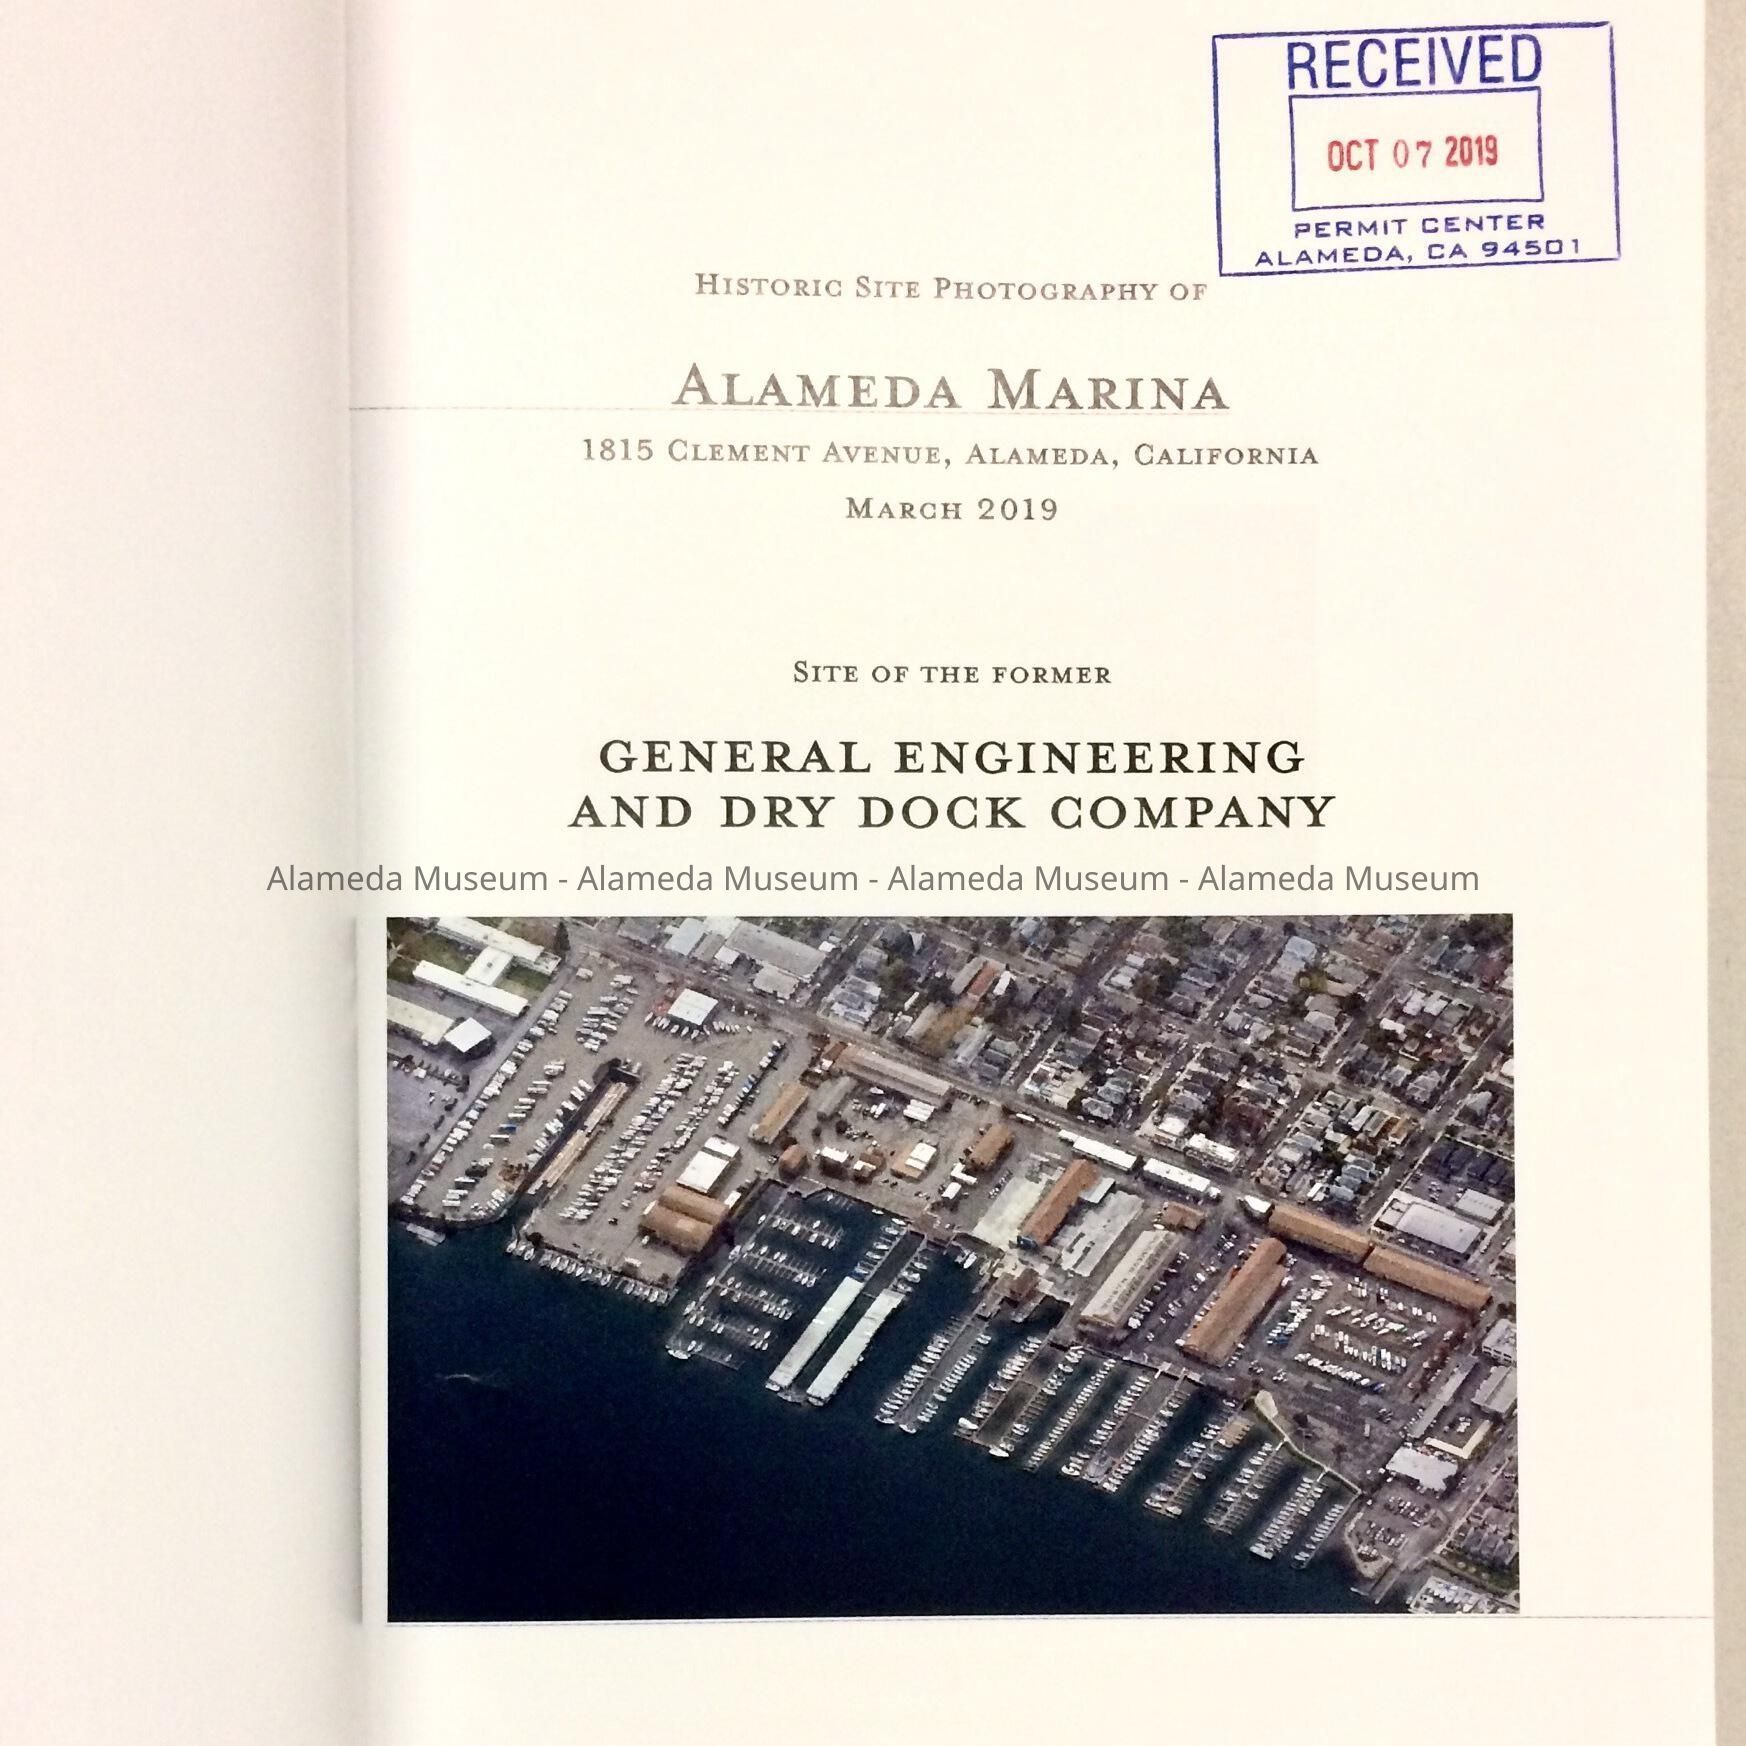 RECEIVED
OCT 07 2019
PERMIT CENTER
ALAMEDA, CA 94501
Historic Site Photography of
Alameda Marina
1815 Clement Avenue, Alameda, California
March 2019
Site of the former
GENERAL ENGINEERING
AND DRY DOCK COMPANY
Alameda Museum - Alameda Museum - Alameda Museum - Alameda Museum